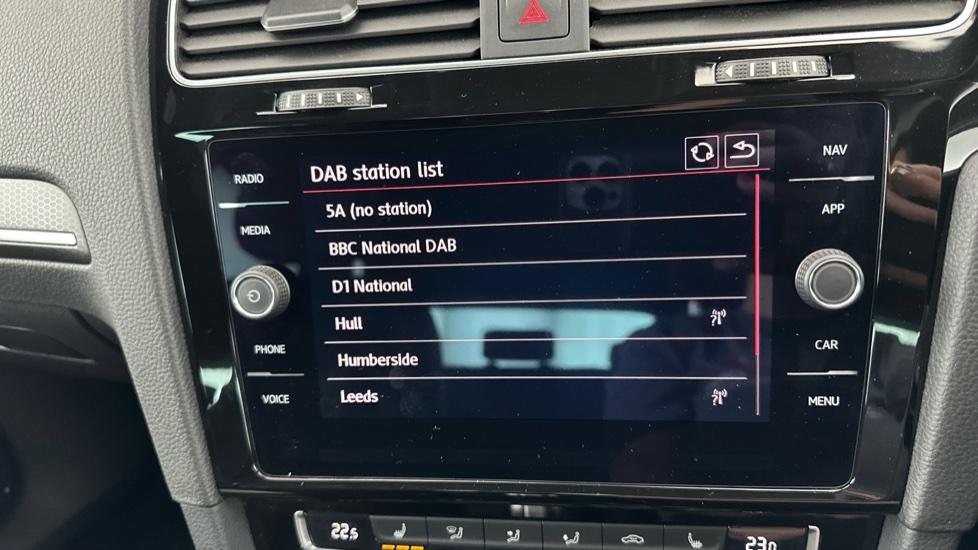 RADIO
MEDIA
PHONE
VOICE
DAB station list
5A (no station)
BBC National DAB
D1 National
Hull
Humberside
Leeds
NAV
APP
CAR
MENU
22.5
23.0